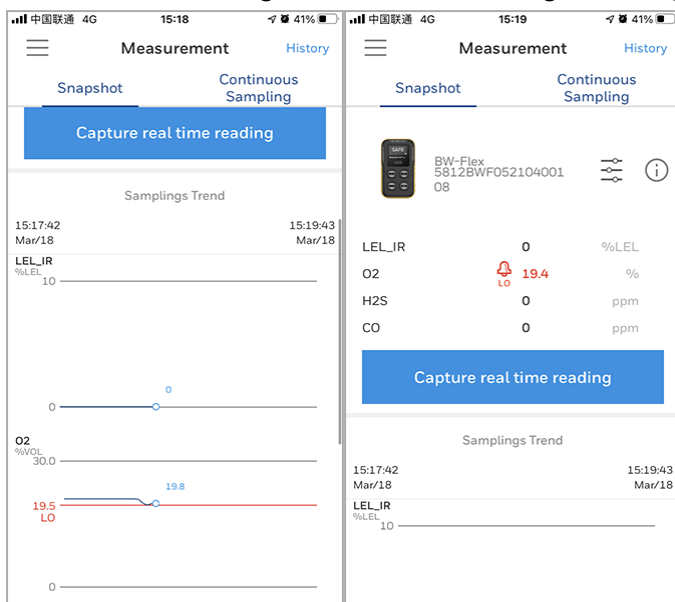 中国联通 4G 15:18 41%
Measurement History
Snapshot Continuous
Sampling
Capture real time reading
Samplings Trend
15:17:42 15:19:43
Mar/18 Mar/18
LEL_IR
%LEL
10
0
0
O2
%VOL
30.0
19.8
19.5
LO
0
中国联通 4G 15:19 41%
Measurement History
Snapshot Continuous
Sampling
BW-Flex
5812BWF052104001
08
SAFE
LEL_IR 0 %LEL
O2 19.4 %
LO
H2S 0 ppm
CO 0 ppm
Capture real time reading
Samplings Trend
15:17:42 15:19:43
Mar/18 Mar/18
LEL_IR
%LEL
10